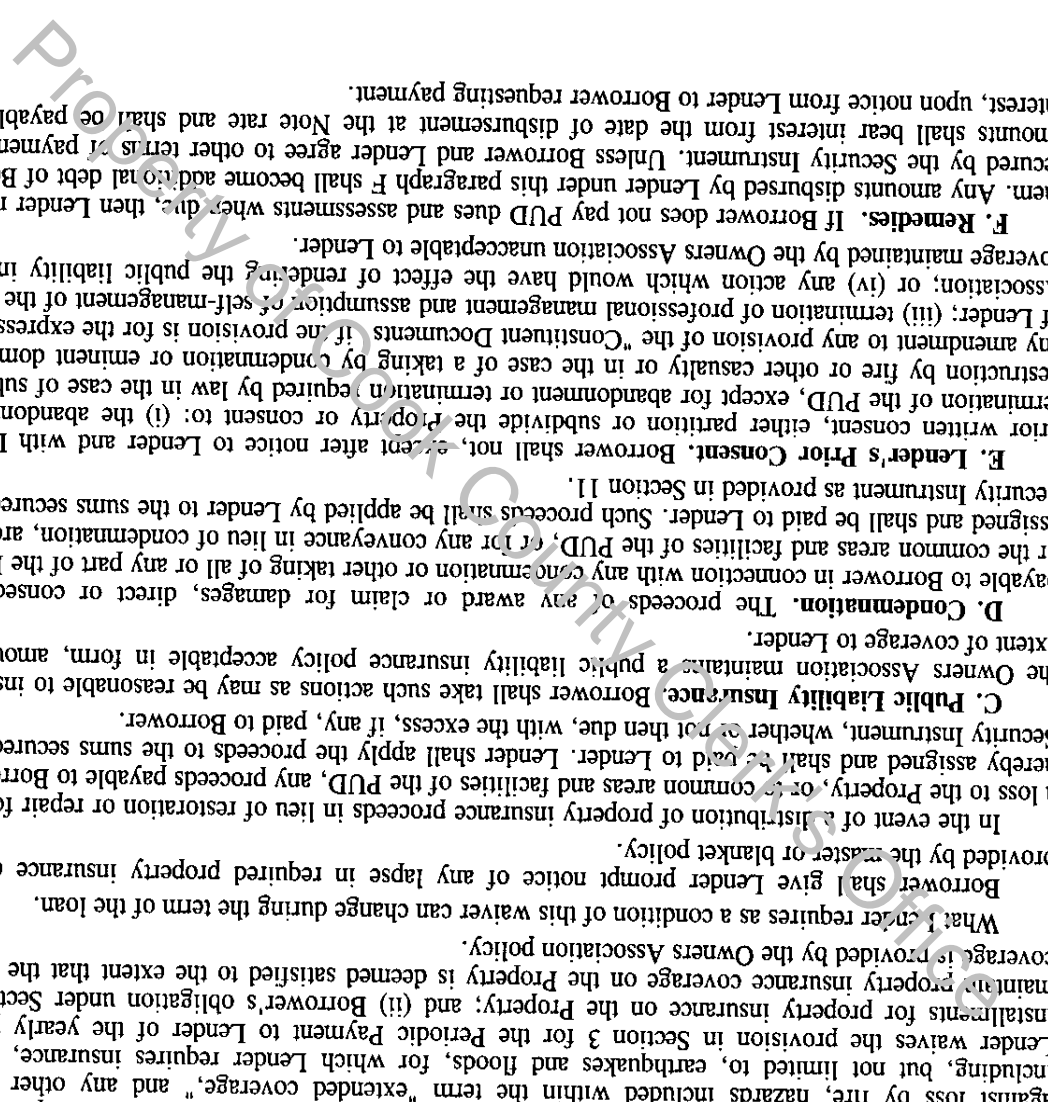 against loss by fire, hazards included within the term "extended coverage," and any other
including, but not limited to, earthquakes and floods, for which Lender requires insurance,
Lender waives the provision in Section 3 for the Periodic Payment to Lender of the yearly
installments for property insurance on the Property; and (ii) Borrower's obligation under Sect
maintain property insurance coverage on the Property is deemed satisfied to the extent that the
coverage is provided by the Owners Association policy.
What Lender requires as a condition of this waiver can change during the term of the loan.
Borrower shall give Lender prompt notice of any lapse in required property insurance
provided by the master or blanket policy.
In the event of a distribution of property insurance proceeds in lieu of restoration or repair f
a loss to the Property, or to common areas and facilities of the PUD, any proceeds payable to Borr
hereby assigned and shall be paid to Lender. Lender shall apply the proceeds to the sums secure
Security Instrument, whether or not then due, with the excess, if any, paid to Borrower.
C. Public Liability Insurance. Borrower shall take such actions as may be reasonable to ins
he Owners Association maintains a public liability insurance policy acceptable in form, amou
xtent of coverage to Lender.
D. Condemnation. The proceeds of any award or claim for damages, direct or consec
ayable to Borrower in connection with any condemnation or other taking of all or any part of the
r the common areas and facilities of the PUD, or for any conveyance in lieu of condemnation, are
ssigned and shall be paid to Lender. Such proceeds shall be applied by Lender to the sums secure
ecurity Instrument as provided in Section 11.
E. Lender's Prior Consent. Borrower shall not, except after notice to Lender and with L
rior written consent, either partition or subdivide the Property or consent to: (i) the abandon
ermination of the PUD, except for abandonment or termination required by law in the case of sub
estruction by fire or other casualty or in the case of a taking by condemnation or eminent dom
ny amendment to any provision of the "Constituent Documents" if the provision is for the express
f Lender; (iii) termination of professional management and assumption of self-management of the
ssociation; or (iv) any action which would have the effect of rendering the public liability in
overage maintained by the Owners Association unacceptable to Lender.
F. Remedies. If Borrower does not pay PUD dues and assessments when due, then Lender
hem. Any amounts disbursed by Lender under this paragraph F shall become additional debt of B
ecured by the Security Instrument. Unless Borrower and Lender agree to other terms of paymen
mounts shall bear interest from the date of disbursement at the Note rate and shall be payabl
nterest, upon notice from Lender to Borrower requesting payment.
Property of Cook County Clerk's Office